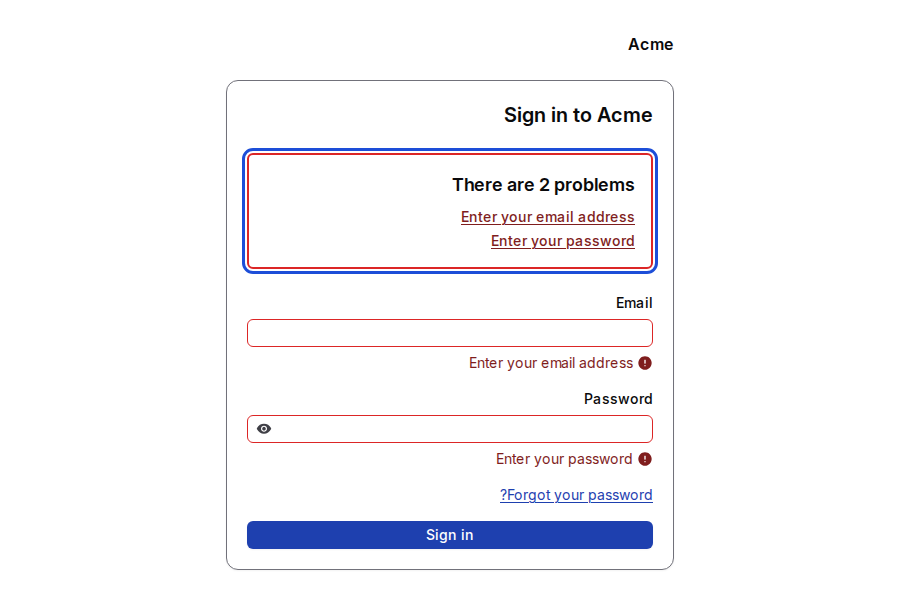 Acme
Sign in to Acme
There are 2 problems
Enter your email address
Enter your password
Email
Enter your email address
Password
Enter your password
?Forgot your password
Sign in